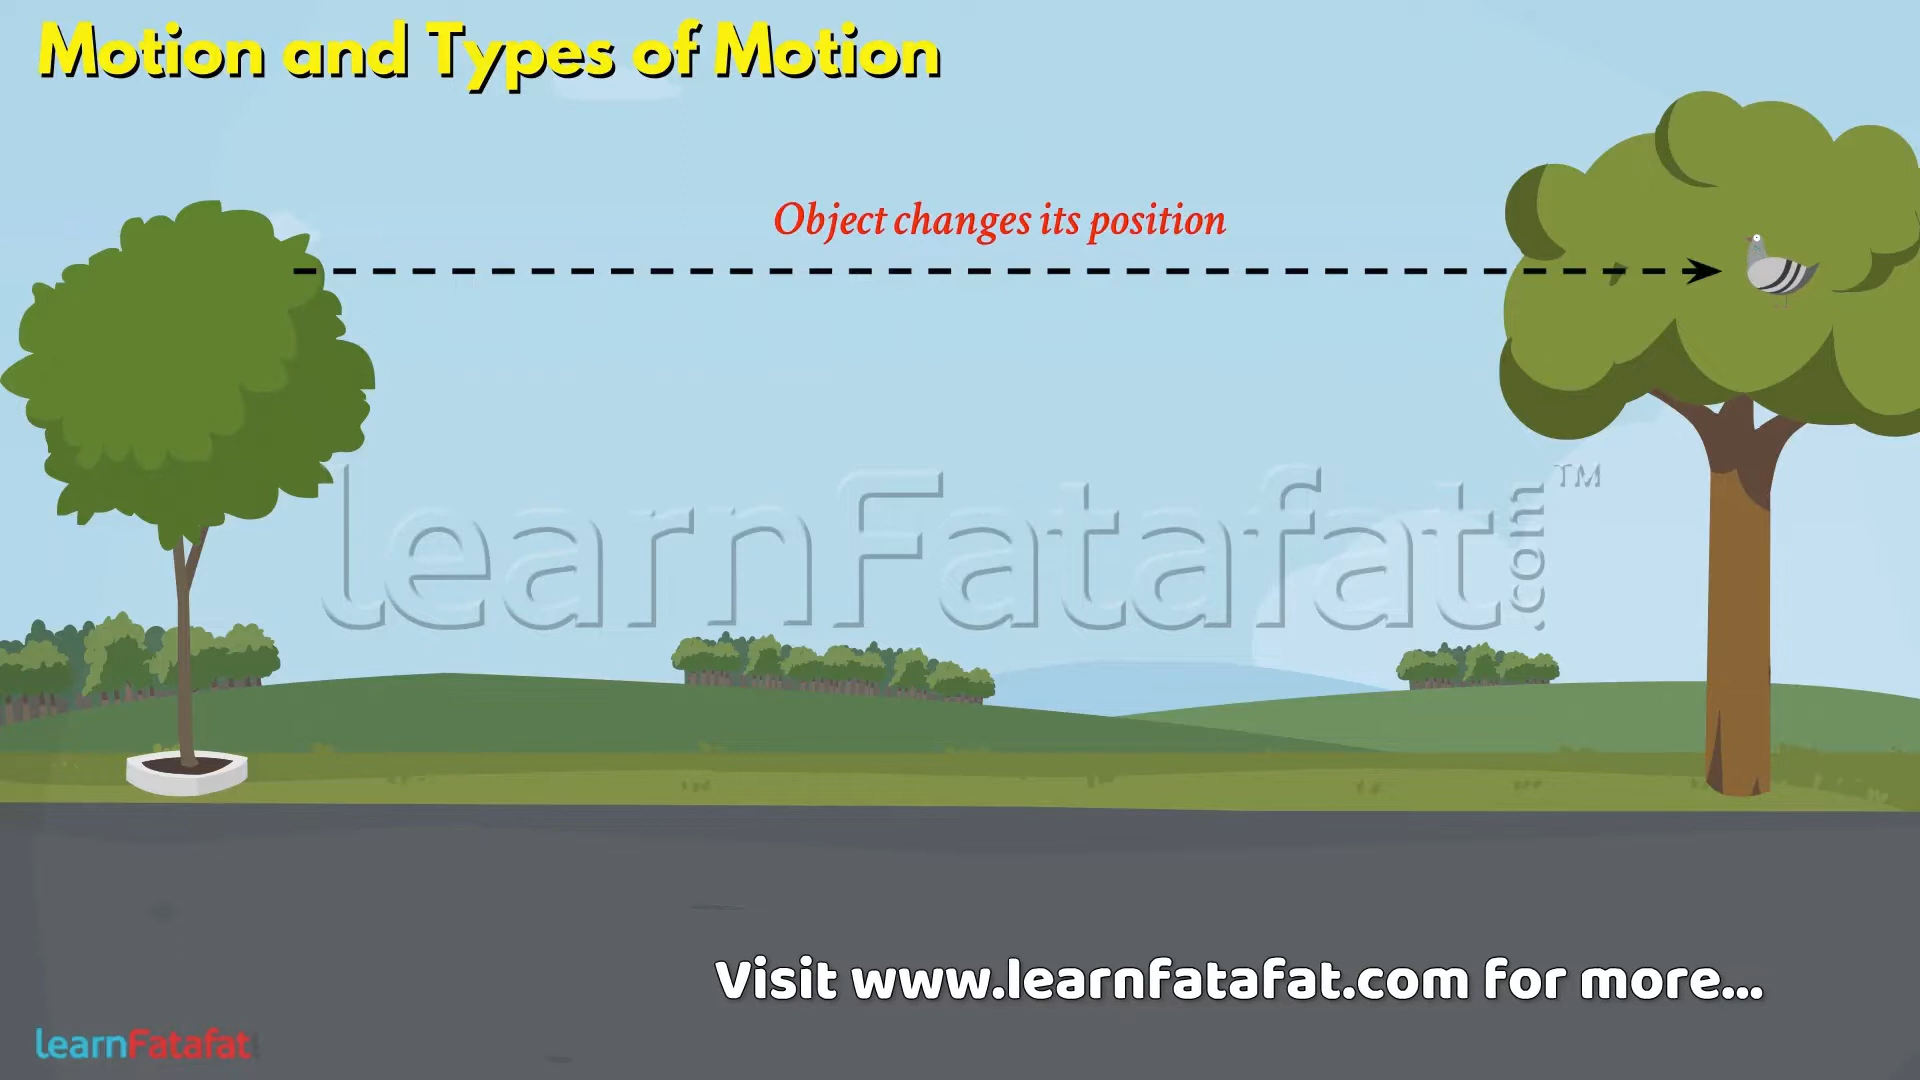 Motion and Types of Motion
Object changes its position
learnFatafat.com™
Visit www.learnfatafat.com for more...
learnFatafat